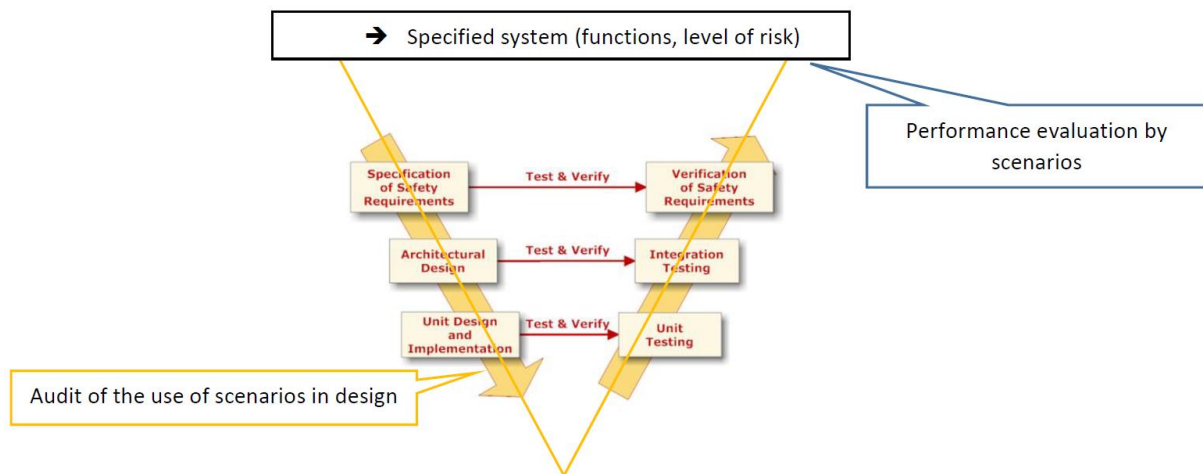 ➔ Specified system (functions, level of risk)
Performance evaluation by
scenarios
Specification
of Safety
Requirements
Test & Verify
Verification
of Safety
Requirements
Architectural
Design
Test & Verify
Integration
Testing
Unit Design
and
Implementation
Test & Verify
Unit
Testing
Audit of the use of scenarios in design